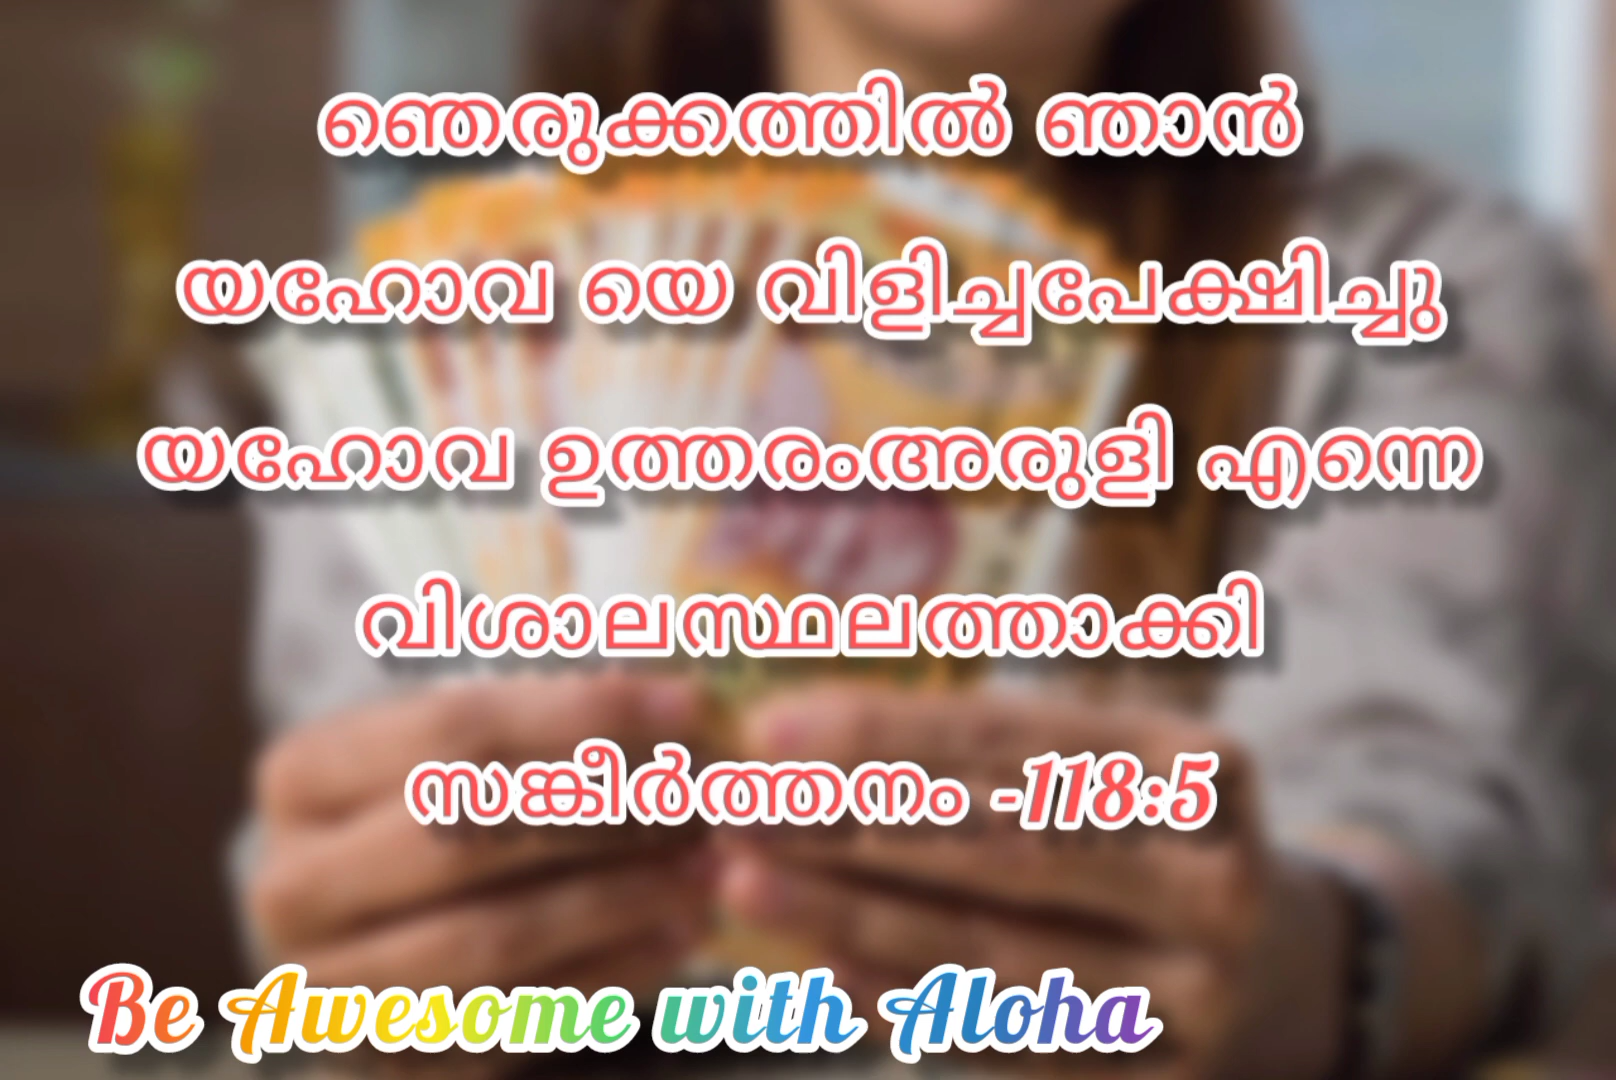 ഞെരുക്കത്തിൽ ഞാൻ
യഹോവ യെ വിളിച്ചപേക്ഷിച്ചു
യഹോവ ഉത്തരംഅരുളി എന്നെ
വിശാലസ്ഥലത്താക്കി
സങ്കീർത്തനം -118:5
Be Awesome with Aloha